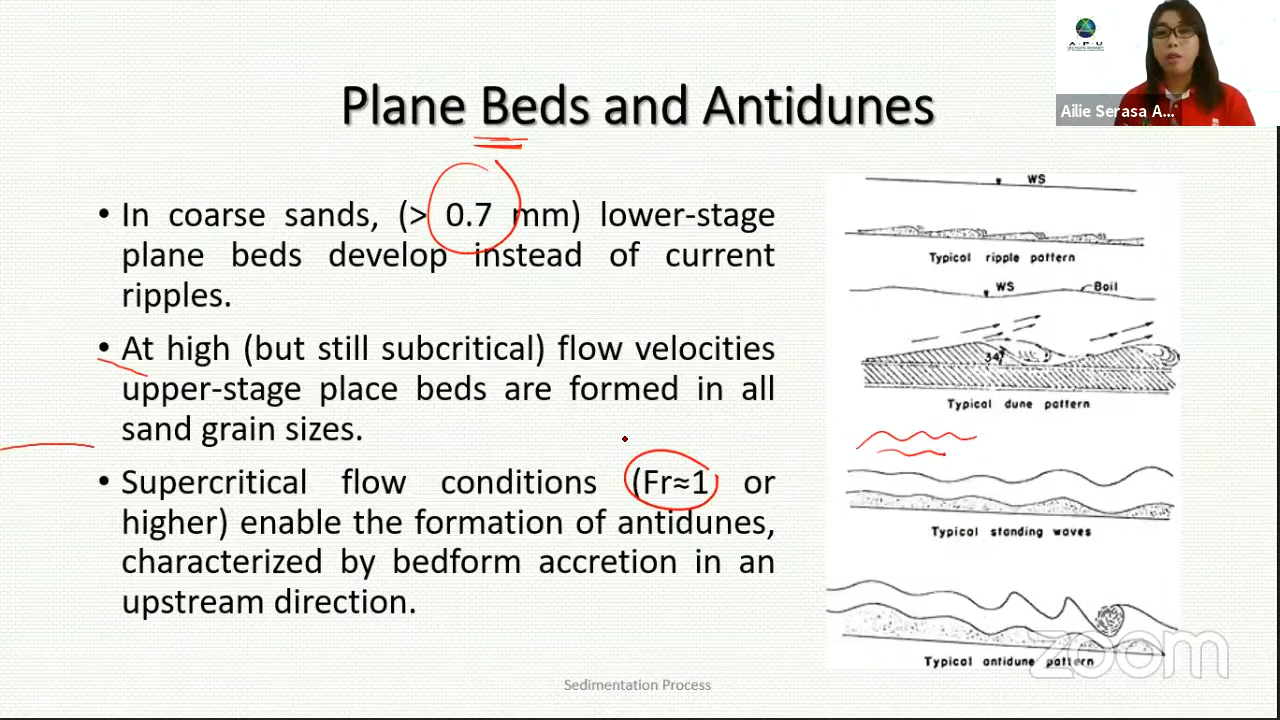 A P U
Ailie Serasa A...
Plane Beds and Antidunes
• In coarse sands, (> 0.7 mm) lower-stage
plane beds develop instead of current
ripples.
• At high (but still subcritical) flow velocities
upper-stage place beds are formed in all
sand grain sizes.
• Supercritical flow conditions (Fr≈1 or
higher) enable the formation of antidunes,
characterized by bedform accretion in an
upstream direction.
WS
Typical ripple pattern
WS
Boil
34°
Typical dune pattern
Typical standing waves
Typical antidune pattern
zoom
Sedimentation Process